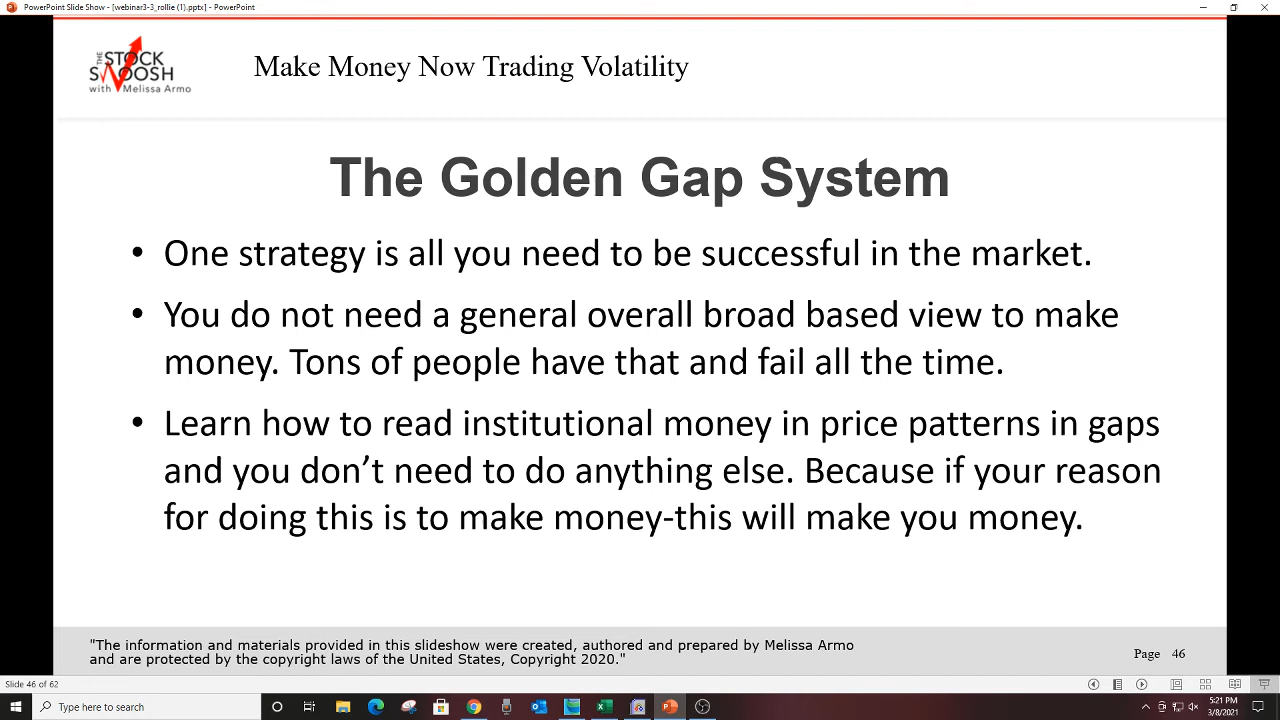 PowerPoint Slide Show - [webinar3-3_rollie (1).pptx] - PowerPoint
THE
STOCK
SWOOSH
with Melissa Armo
Make Money Now Trading Volatility
The Golden Gap System
• One strategy is all you need to be successful in the market.
• You do not need a general overall broad based view to make
money. Tons of people have that and fail all the time.
• Learn how to read institutional money in price patterns in gaps
and you don’t need to do anything else. Because if your reason
for doing this is to make money-this will make you money.
"The information and materials provided in this slideshow were created, authored and prepared by Melissa Armo
and are protected by the copyright laws of the United States, Copyright 2020."
Page 46
Slide 46 of 62
Type here to search
5:21 PM
3/8/2021